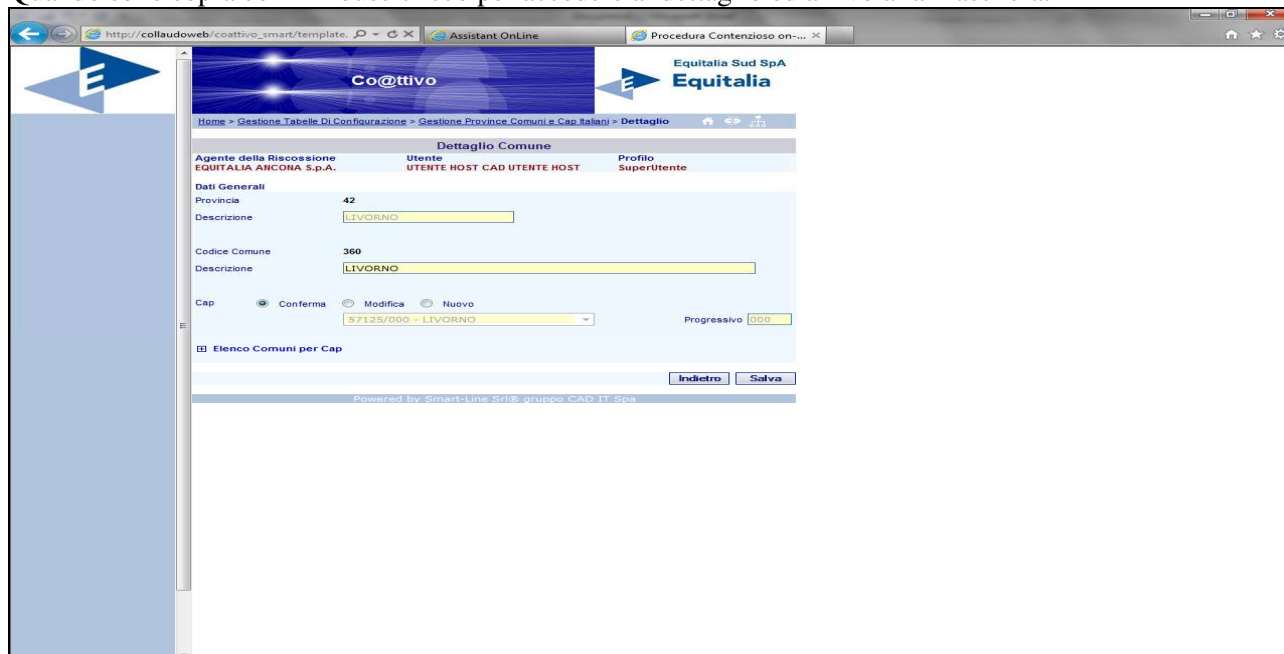 http://collaudoweb/coattivo_smart/template.
Assistant OnLine
Procedura Contenzioso on-...
Co@ttivo
Equitalia Sud SpA
Equitalia
Home > Gestione Tabelle Di Configurazione > Gestione Province Comuni e Cap Italiani > Dettaglio
Dettaglio Comune
Agente della Riscossione Utente Profilo
EQUITALIA ANCONA S.p.A. UTENTE HOST CAD UTENTE HOST SuperUtente
Dati Generali
Provincia 42
Descrizione LIVORNO
Codice Comune 360
Descrizione LIVORNO
Cap Conferma Modifica Nuovo
57125/000 - LIVORNO Progressivo 000
Elenco Comuni per Cap
Indietro Salva
Powered by Smart-Line Srl® gruppo CAD IT Spa